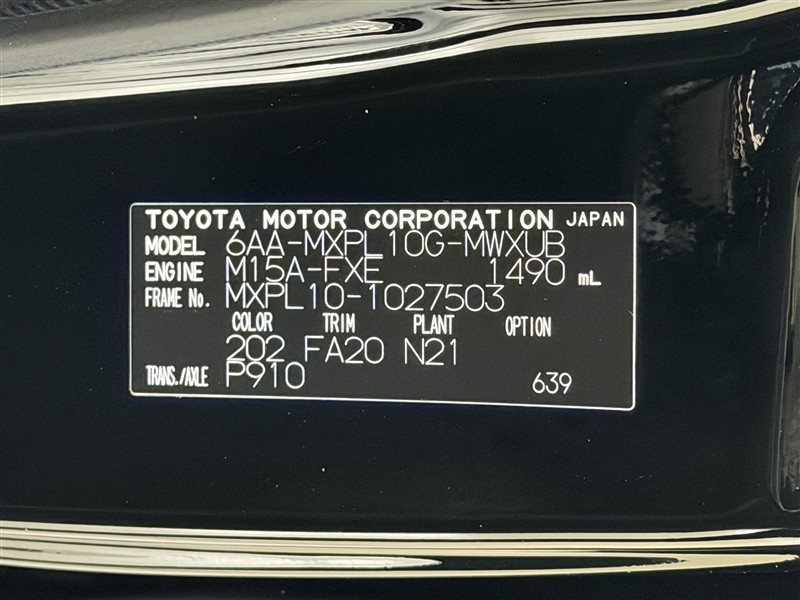 TOYOTA MOTOR CORPORATION JAPAN
MODEL 6AA-MXPL10G-MWXUB
ENGINE M15A-FXE 1490 mL
FRAME No. MXPL10-1027503
COLOR TRIM PLANT OPTION
202 FA20 N21
TRANS./AXLE P910 639